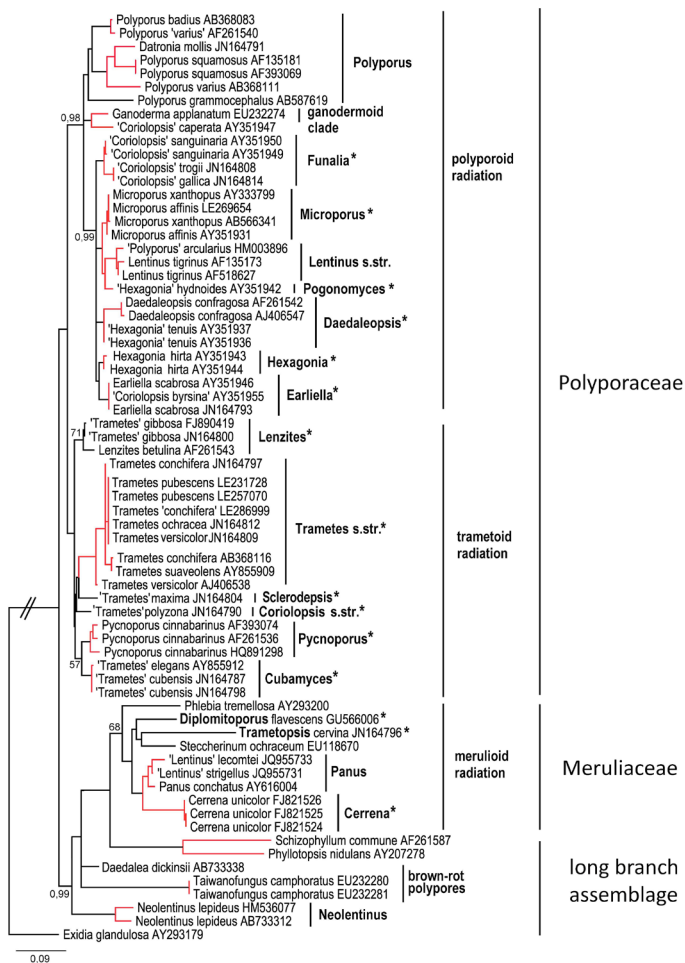 Polyporus badius AB368083
Polyporus 'varius' AF261540
Datronia mollis JN164791
Polyporus squamosus AF135181
Polyporus squamosus AF393069
Polyporus varius AB368111
Polyporus grammocephalus AB587619
Polyporus
0,98
Ganoderma applanatum EU232274
'Coriolopsis' caperata AY351947
ganodermoid
clade
'Coriolopsis' sanguinaria AY351950
'Coriolopsis' sanguinaria AY351949
'Coriolopsis' trogii JN164808
'Coriolopsis' gallica JN164814
Funalia*
polyporoid
radiation
Microporus xanthopus AY333799
Microporus affinis LE269654
Microporus xanthopus AB566341
Microporus affinis AY351931
Microporus*
0,99
'Polyporus' arcularius HM003896
Lentinus tigrinus AF135173
Lentinus tigrinus AF518627
Lentinus s.str.
'Hexagonia' hydnoides AY351942
Pogonomyces *
Daedaleopsis confragosa AF261542
Daedaleopsis confragosa AJ406547
'Hexagonia' tenuis AY351937
'Hexagonia' tenuis AY351936
Daedaleopsis*
Hexagonia hirta AY351943
Hexagonia hirta AY351944
Hexagonia*
Earliella scabrosa AY351946
'Coriolopsis byrsina' AY351955
Earliella scabrosa JN164793
Earliella*
Polyporaceae
71
'Trametes' gibbosa FJ890419
'Trametes' gibbosa JN164800
Lenzites betulina AF261543
Lenzites*
Trametes conchifera JN164797
Trametes pubescens LE231728
Trametes pubescens LE257070
Trametes 'conchifera' LE286999
Trametes ochracea JN164812
Trametes versicolorJN164809
Trametes conchifera AB368116
Trametes suaveolens AY855909
Trametes versicolor AJ406538
Trametes s.str.*
trametoid
radiation
'Trametes'maxima JN164804
Sclerodepsis*
'Trametes'polyzona JN164790
Coriolopsis s.str.*
Pycnoporus cinnabarinus AF393074
Pycnoporus cinnabarinus AF261536
Pycnoporus cinnabarinus HQ891298
Pycnoporus*
57
'Trametes' elegans AY855912
'Trametes' cubensis JN164787
'Trametes' cubensis JN164798
Cubamyces*
68
Phlebia tremellosa AY293200
Diplomitoporus flavescens GU566006*
Trametopsis cervina JN164796*
Steccherinum ochraceum EU118670
'Lentinus' lecomtei JQ955733
'Lentinus' strigellus JQ955731
Panus conchatus AY616004
Panus
Cerrena unicolor FJ821526
Cerrena unicolor FJ821525
Cerrena unicolor FJ821524
Cerrena*
merulioid
radiation
Meruliaceae
Schizophyllum commune AF261587
Phyllotopsis nidulans AY207278
Daedalea dickinsii AB733338
Taiwanofungus camphoratus EU232280
Taiwanofungus camphoratus EU232281
brown-rot
polypores
0,99
Neolentinus lepideus HM536077
Neolentinus lepideus AB733312
Neolentinus
long branch
assemblage
Exidia glandulosa AY293179
0.09